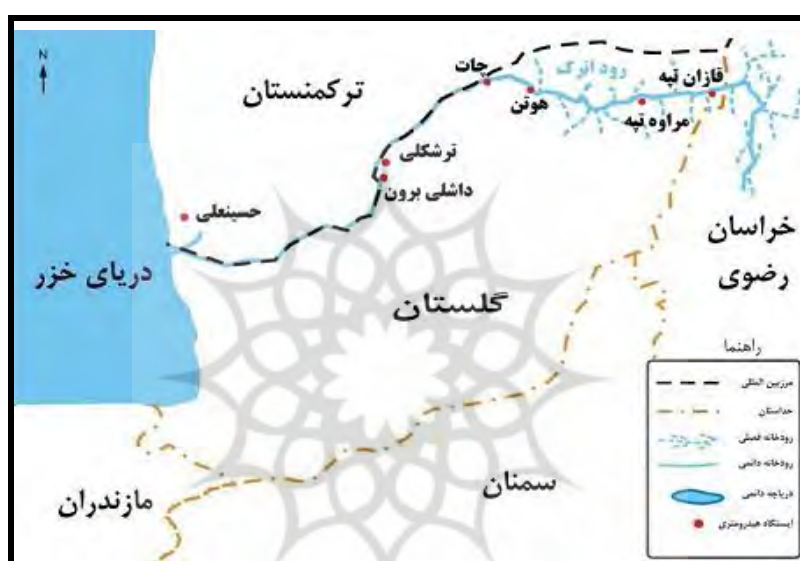 N
ترکمنستان
چات
رود اترک
قازان تپه
هوتن
مراوه تپه
ترشکلی
داشلی برون
حسینعلی
دریای خزر
خراسان
رضوی
گلستان
سمنان
مازندران
راهنما
مرزبین المللی
حداستان
رودخانه فصلی
رودخانه دائمی
دریاچه دائمی
ایستگاه هیدرومتری